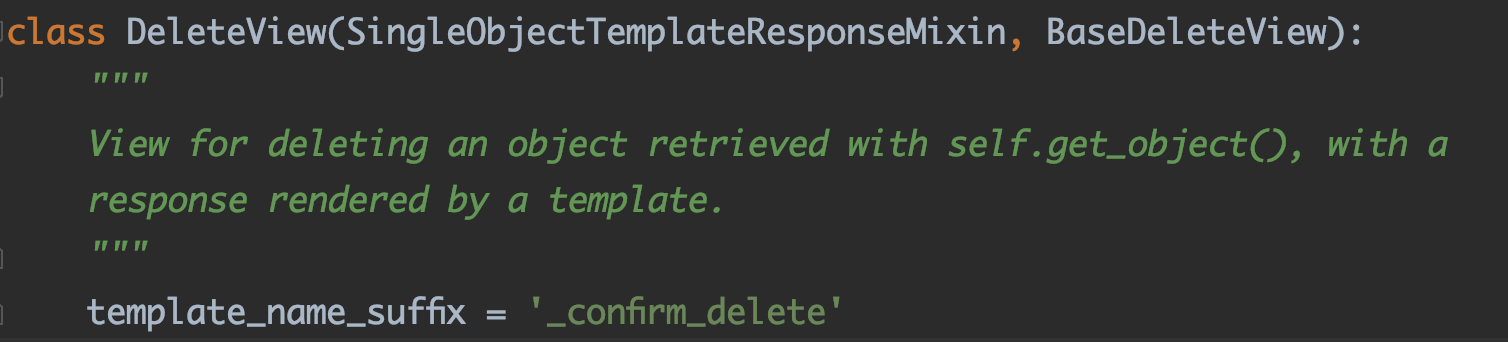 class DeleteView(SingleObjectTemplateResponseMixin, BaseDeleteView):
"""
View for deleting an object retrieved with self.get_object(), with a
response rendered by a template.
"""
template_name_suffix = '_confirm_delete'